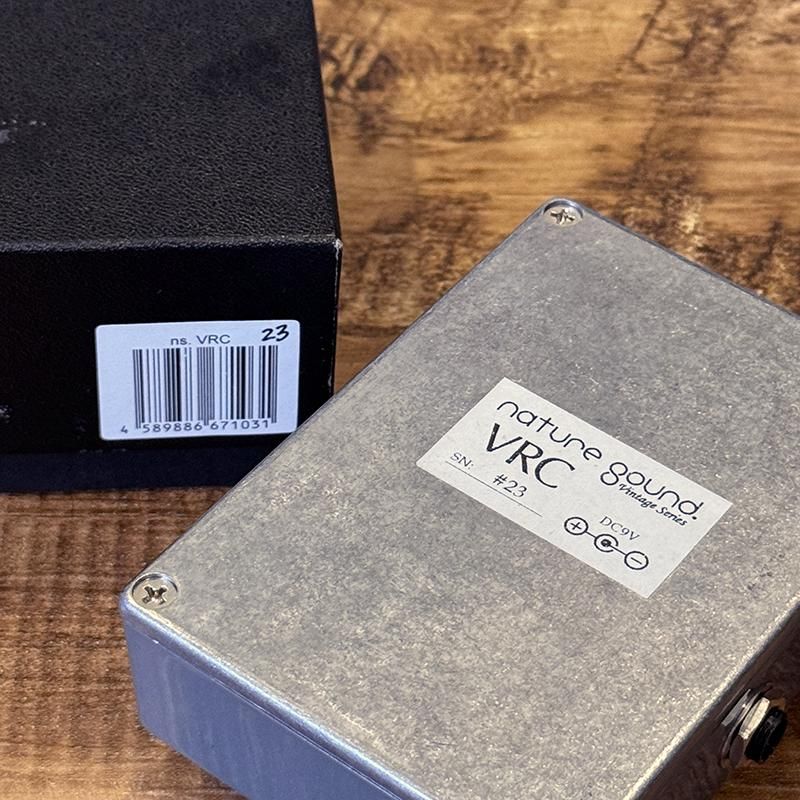 ns. VRC 23
4 589886 671031
nature sound.
VRC
Vintage Series
SN: #23
DC9V